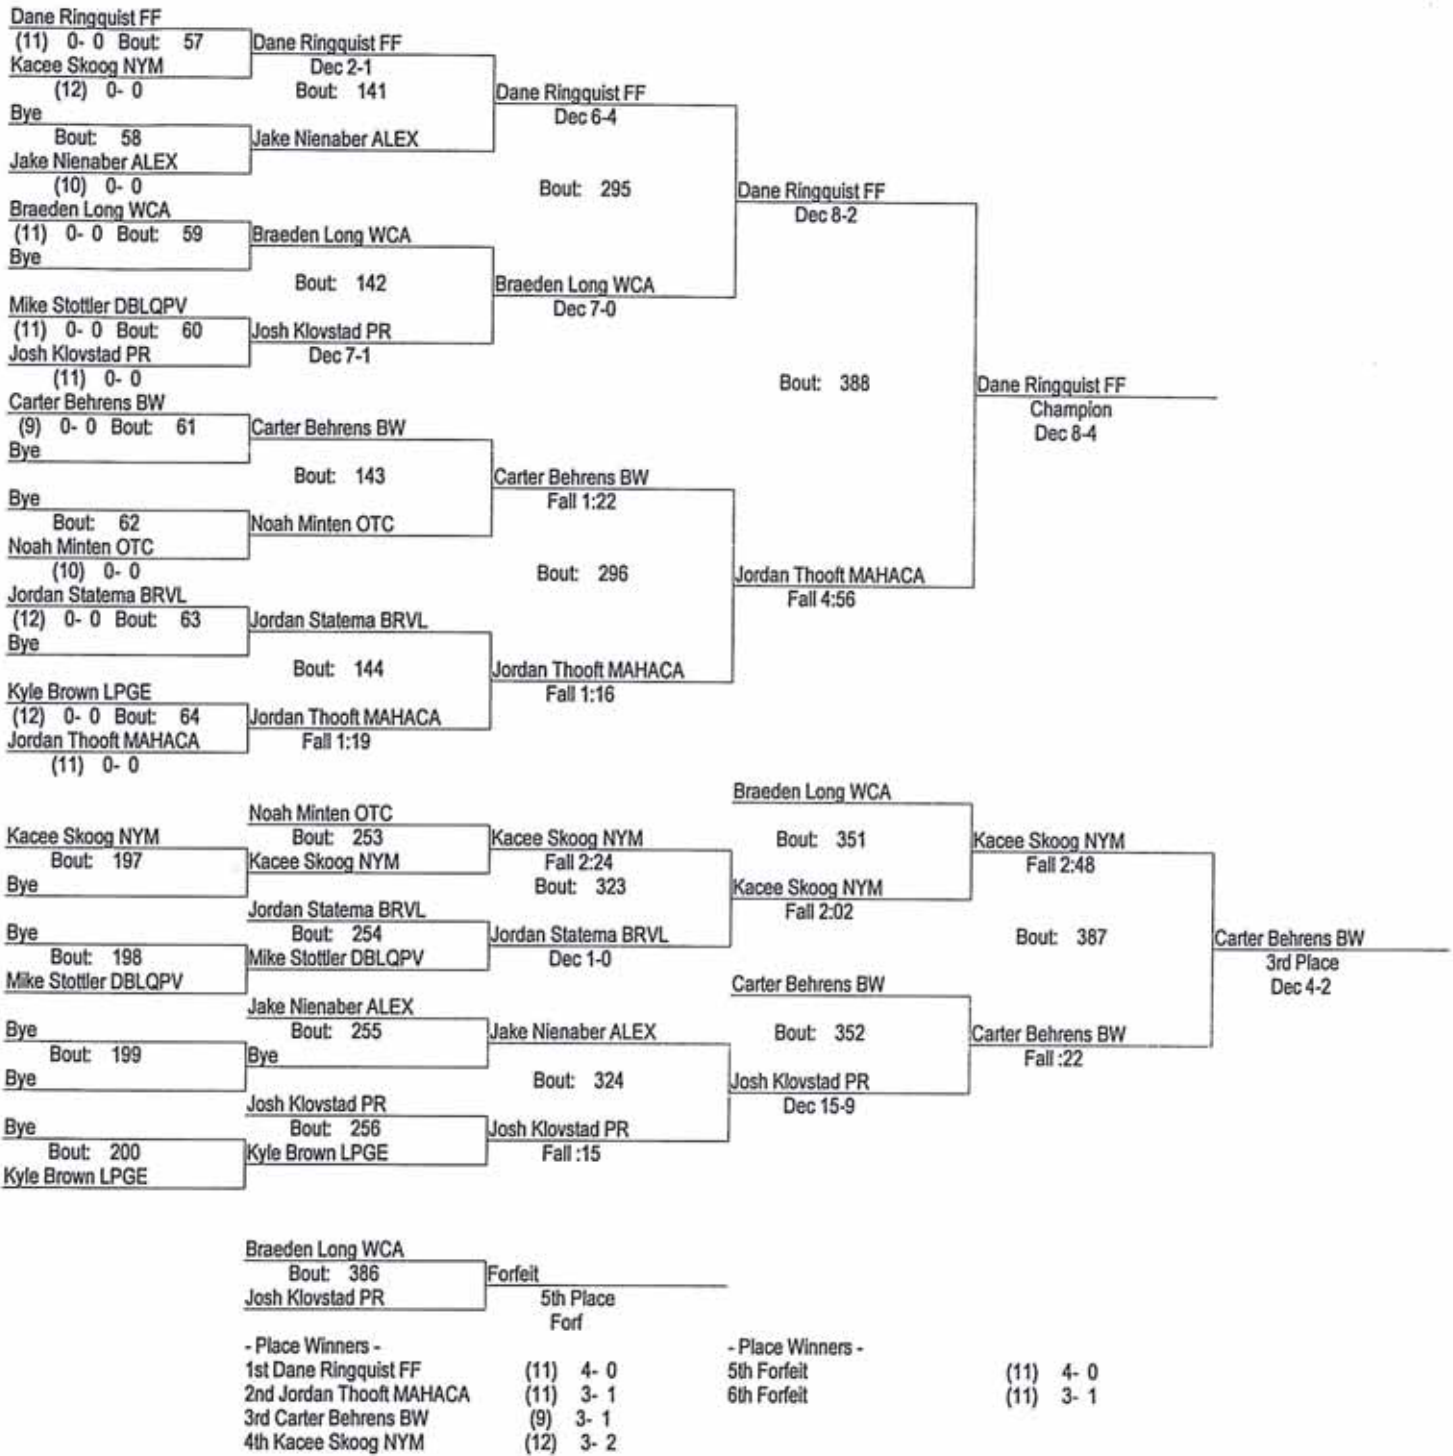 Dane Ringquist FF
(11) 0- 0 Bout: 57
Kacee Skoog NYM
(12) 0- 0
Bye
Bout: 58
Jake Nienaber ALEX
(10) 0- 0
Braeden Long WCA
(11) 0- 0 Bout: 59
Bye
Mike Stottler DBLQPV
(11) 0- 0 Bout: 60
Josh Klovstad PR
(11) 0- 0
Carter Behrens BW
(9) 0- 0 Bout: 61
Bye
Bye
Bout: 62
Noah Minten OTC
(10) 0- 0
Jordan Statema BRVL
(12) 0- 0 Bout: 63
Bye
Kyle Brown LPGE
(12) 0- 0 Bout: 64
Jordan Thooft MAHACA
(11) 0- 0
Dane Ringquist FF
Dec 2-1
Bout: 141
Jake Nienaber ALEX
Braeden Long WCA
Bout: 142
Josh Klovstad PR
Dec 7-1
Carter Behrens BW
Bout: 143
Noah Minten OTC
Jordan Statema BRVL
Bout: 144
Jordan Thooft MAHACA
Fall 1:19
Dane Ringquist FF
Dec 6-4
Bout: 295
Braeden Long WCA
Dec 7-0
Carter Behrens BW
Fall 1:22
Bout: 296
Jordan Thooft MAHACA
Fall 1:16
Dane Ringquist FF
Dec 8-2
Bout: 388
Jordan Thooft MAHACA
Fall 4:56
Dane Ringquist FF
Champion
Dec 8-4
Kacee Skoog NYM
Bout: 197
Bye
Bye
Bout: 198
Mike Stottler DBLQPV
Bye
Bout: 199
Bye
Bye
Bout: 200
Kyle Brown LPGE
Noah Minten OTC
Bout: 253
Kacee Skoog NYM
Jordan Statema BRVL
Bout: 254
Mike Stottler DBLQPV
Jake Nienaber ALEX
Bout: 255
Bye
Josh Klovstad PR
Bout: 256
Kyle Brown LPGE
Kacee Skoog NYM
Fall 2:24
Bout: 323
Jordan Statema BRVL
Dec 1-0
Jake Nienaber ALEX
Bout: 324
Josh Klovstad PR
Fall :15
Braeden Long WCA
Bout: 351
Kacee Skoog NYM
Fall 2:02
Carter Behrens BW
Bout: 352
Josh Klovstad PR
Dec 15-9
Kacee Skoog NYM
Fall 2:48
Bout: 387
Carter Behrens BW
Fall :22
Carter Behrens BW
3rd Place
Dec 4-2
Braeden Long WCA
Bout: 386
Josh Klovstad PR
Forfeit
5th Place
Forf
- Place Winners -
1st Dane Ringquist FF (11) 4- 0
2nd Jordan Thooft MAHACA (11) 3- 1
3rd Carter Behrens BW (9) 3- 1
4th Kacee Skoog NYM (12) 3- 2
- Place Winners -
5th Forfeit (11) 4- 0
6th Forfeit (11) 3- 1